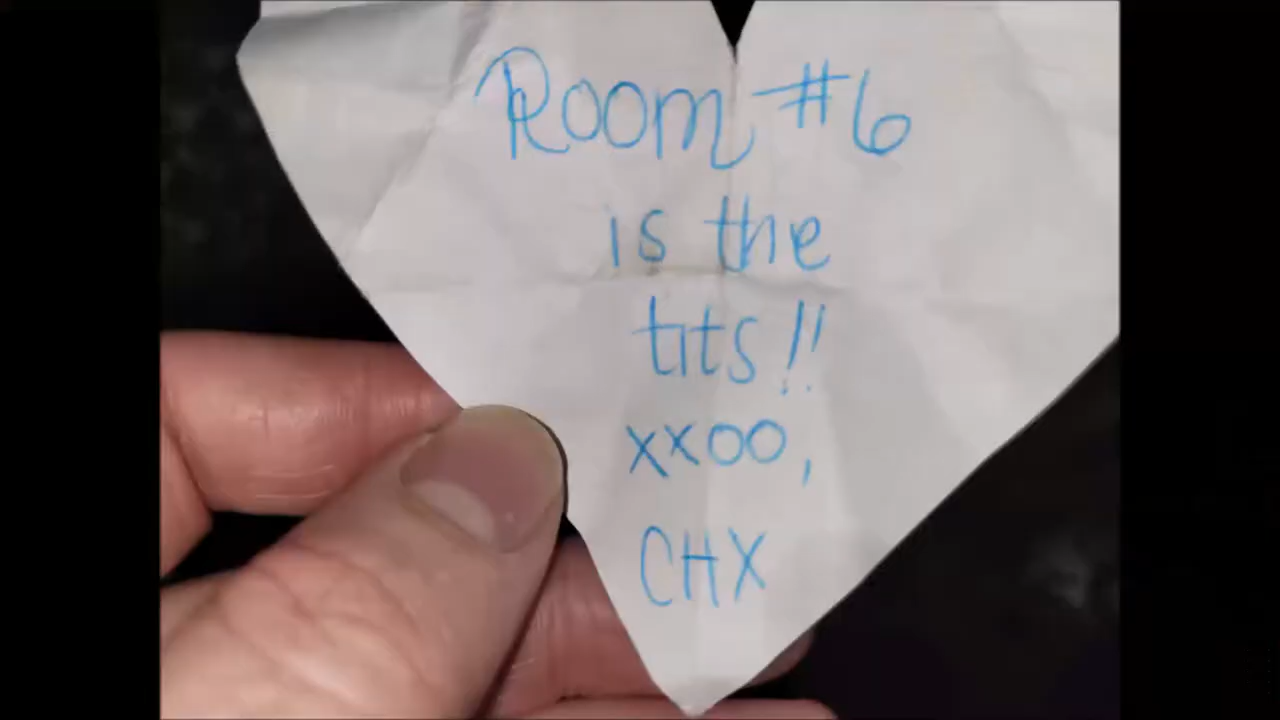 Room #6
is the
tits!!
xxoo,
CHX